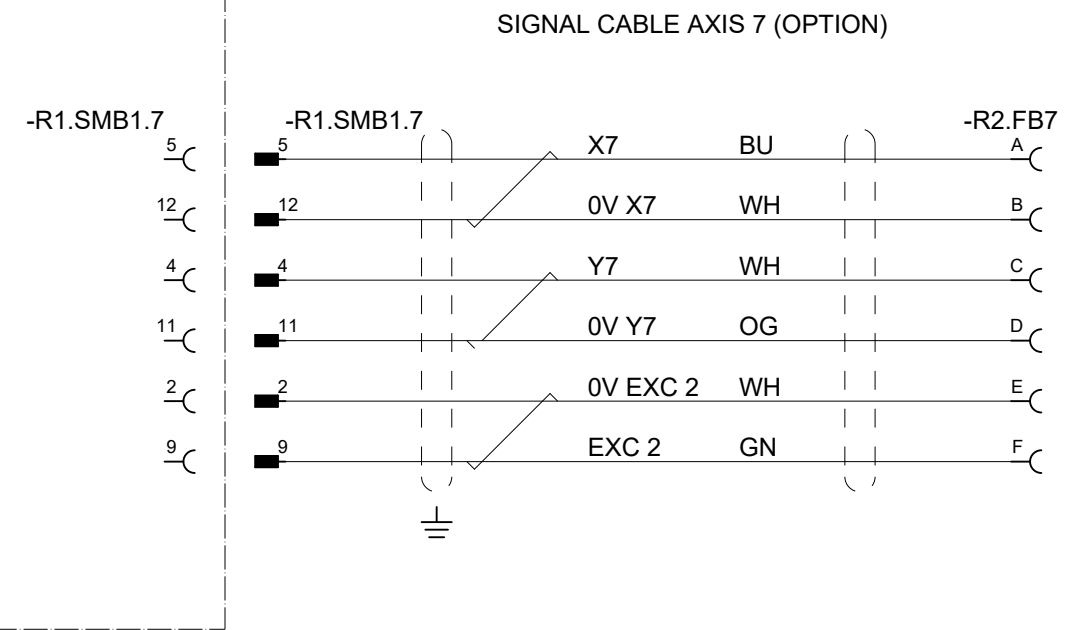 SIGNAL CABLE AXIS 7 (OPTION)
-R1.SMB1.7 -R1.SMB1.7 -R2.FB7
5 5 X7 BU A
12 12 0V X7 WH B
4 4 Y7 WH C
11 11 0V Y7 OG D
2 2 0V EXC 2 WH E
9 9 EXC 2 GN F